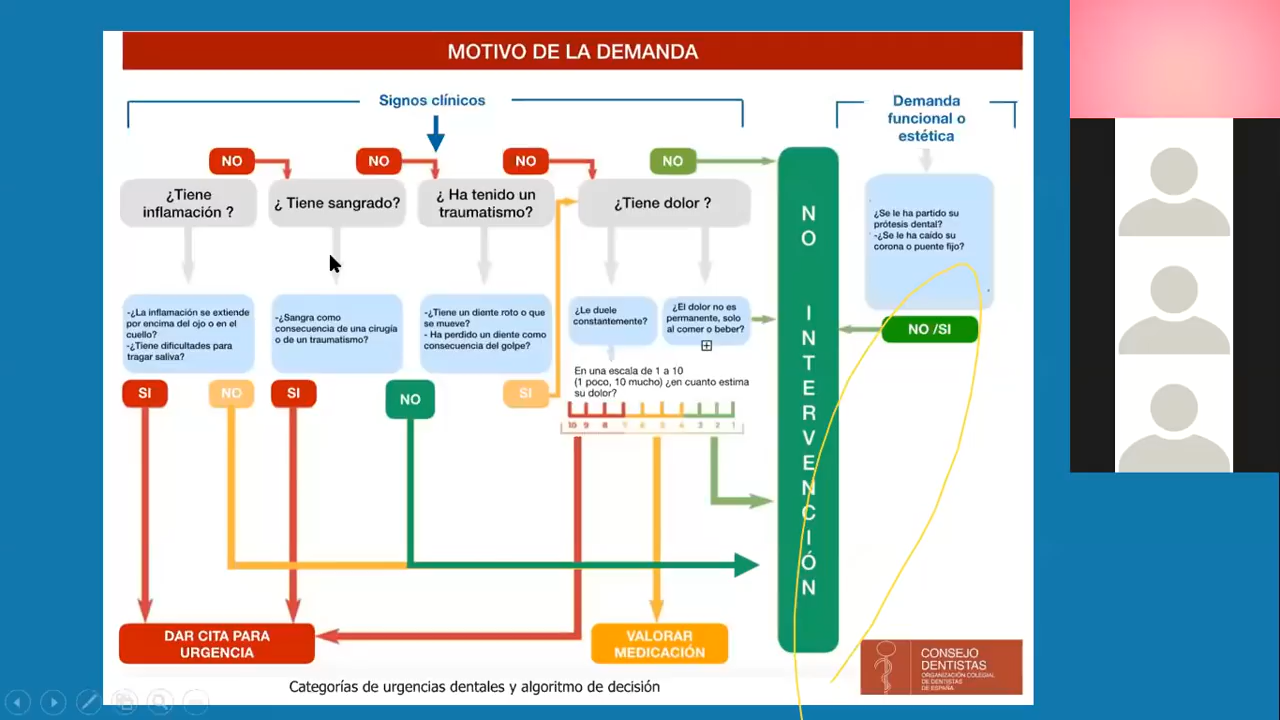 MOTIVO DE LA DEMANDA
Signos clínicos
Demanda
funcional o
estética
NO
NO
NO
NO
¿Tiene
inflamación ?
¿ Tiene sangrado?
¿ Ha tenido un
traumatismo?
¿Tiene dolor ?
¿Se le ha partido su
prótesis dental?
-¿Se le ha caído su
corona o puente fijo?
-¿La inflamación se extiende
por encima del ojo o en el
cuello?
-¿Tiene dificultades para
tragar saliva?
-¿Sangra como
consecuencia de una cirugía
o de un traumatismo?
-¿Tiene un diente roto o que
se mueve?
- Ha perdido un diente como
consecuencia del golpe?
¿Le duele
constantemente?
¿El dolor no es
permanente, solo
al comer o beber?
NO INTERVENCIÓN
NO /SI
En una escala de 1 a 10
(1 poco, 10 mucho) ¿en cuanto estima
su dolor?
SI
NO
SI
NO
SI
10 9 8 7 6 5 4 3 2 1
DAR CITA PARA
URGENCIA
VALORAR
MEDICACIÓN
CONSEJO
DENTISTAS
ORGANIZACIÓN COLEGIAL
DE DENTISTAS
DE ESPAÑA
Categorías de urgencias dentales y algoritmo de decisión